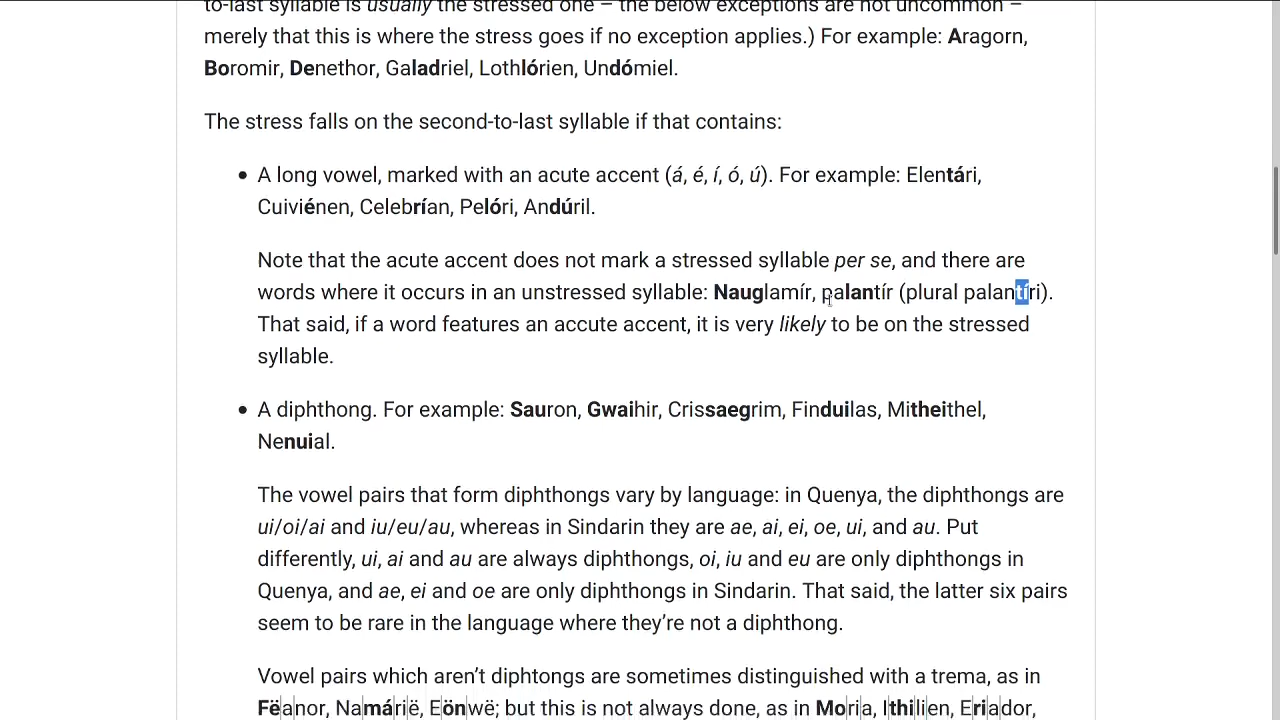 to-last syllable is usually the stressed one – the below exceptions are not uncommon –
merely that this is where the stress goes if no exception applies.) For example: Aragorn,
Boromir, Denethor, Galadriel, Lothlórien, Undómiel.
The stress falls on the second-to-last syllable if that contains:
• A long vowel, marked with an acute accent (á, é, í, ó, ú). For example: Elentári,
Cuiviénen, Celebrían, Pelóri, Andúril.
Note that the acute accent does not mark a stressed syllable per se, and there are
words where it occurs in an unstressed syllable: Nauglamír, palantír (plural palantíri).
That said, if a word features an accute accent, it is very likely to be on the stressed
syllable.
• A diphthong. For example: Sauron, Gwaihir, Crissaegrim, Finduilas, Mitheithel,
Nenuial.
The vowel pairs that form diphthongs vary by language: in Quenya, the diphthongs are
ui/oi/ai and iu/eu/au, whereas in Sindarin they are ae, ai, ei, oe, ui, and au. Put
differently, ui, ai and au are always diphthongs, oi, iu and eu are only diphthongs in
Quenya, and ae, ei and oe are only diphthongs in Sindarin. That said, the latter six pairs
seem to be rare in the language where they’re not a diphthong.
Vowel pairs which aren’t diphtongs are sometimes distinguished with a trema, as in
Fë|a|nor, Namári|ë, E|önwë; but this is not always done, as in Mori|a, I|thi|li|en, Eri|a|dor,